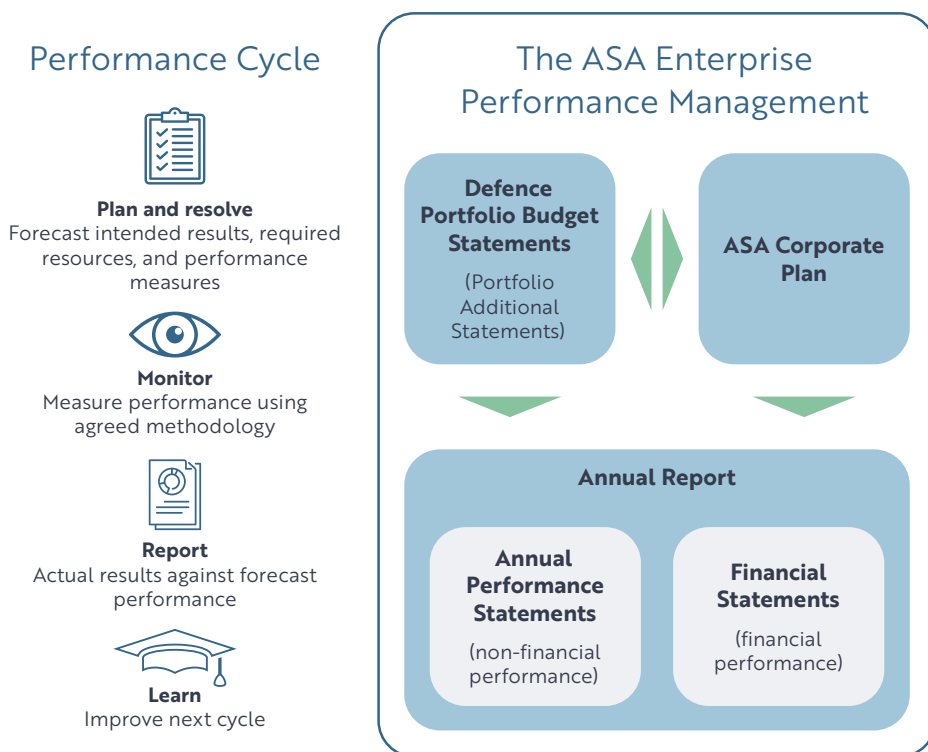 Performance Cycle
Plan and resolve
Forecast intended results, required
resources, and performance
measures
Monitor
Measure performance using
agreed methodology
Report
Actual results against forecast
performance
Learn
Improve next cycle
The ASA Enterprise
Performance Management
Defence
Portfolio Budget
Statements
(Portfolio
Additional
Statements)
ASA Corporate
Plan
Annual Report
Annual
Performance
Statements
(non-financial
performance)
Financial
Statements
(financial
performance)